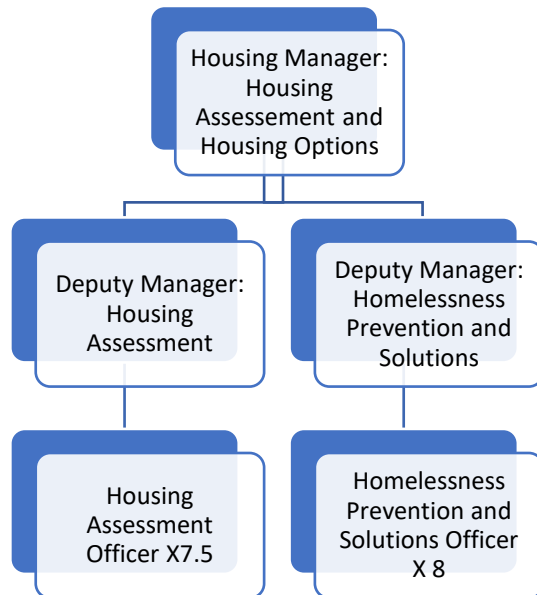 Housing Manager:
Housing
Assessement and
Housing Options
Deputy Manager:
Housing
Assessment
Deputy Manager:
Homelessness
Prevention and
Solutions
Housing
Assessment
Officer X7.5
Homelessness
Prevention and
Solutions Officer
X 8